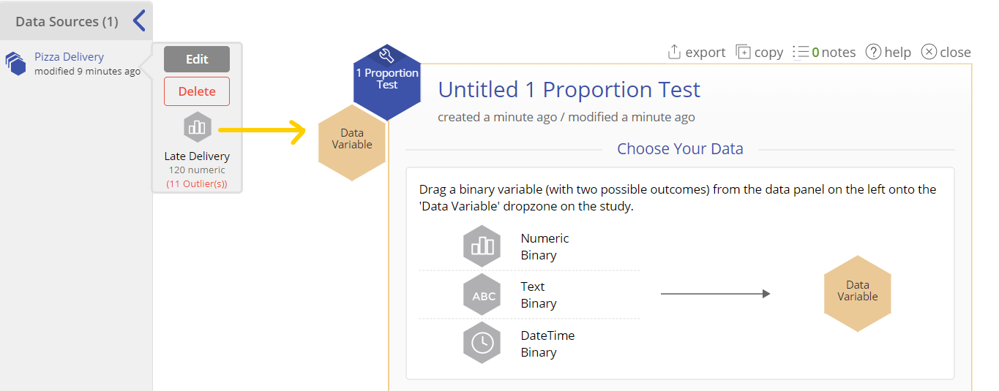 Data Sources (1)
Pizza Delivery
modified 9 minutes ago
Edit
Delete
Late Delivery
120 numeric
(11 Outlier(s))
1 Proportion
Test
Data
Variable
export
copy
0 notes
help
close
Untitled 1 Proportion Test
created a minute ago / modified a minute ago
Choose Your Data
Drag a binary variable (with two possible outcomes) from the data panel on the left onto the
'Data Variable' dropzone on the study.
Numeric
Binary
ABC
Text
Binary
DateTime
Binary
Data
Variable